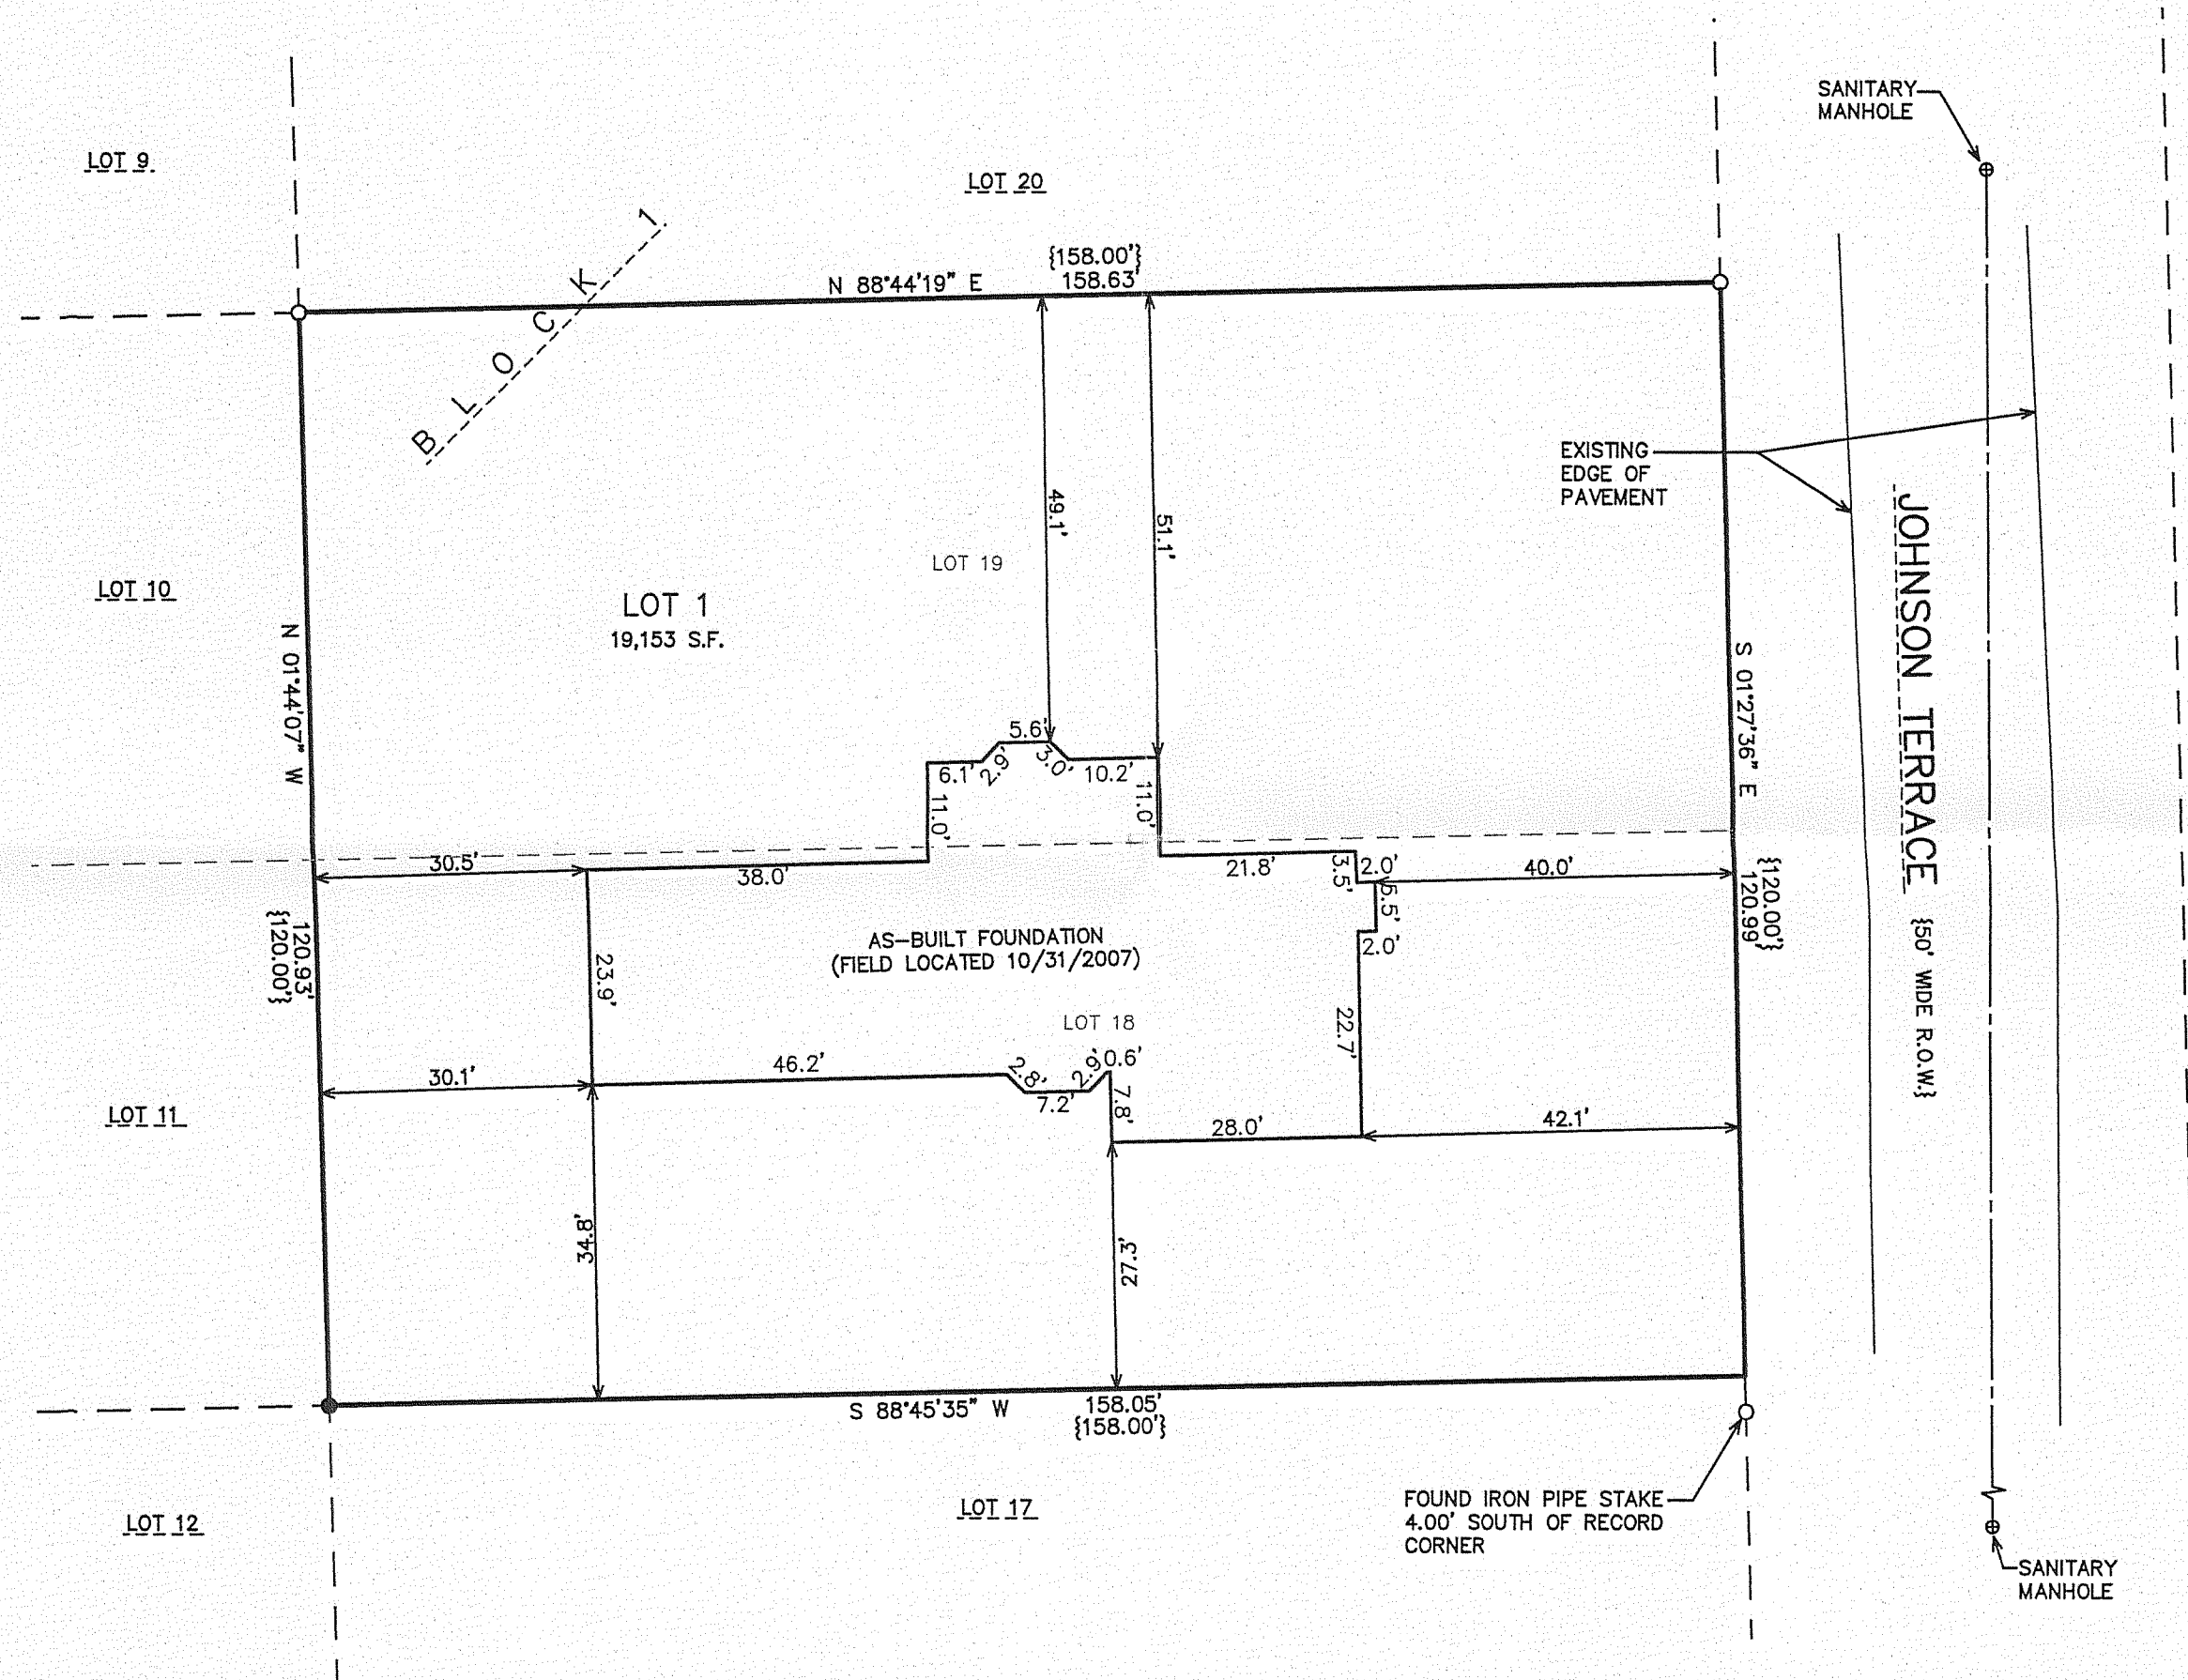 SANITARY
MANHOLE
LOT 9
LOT 20
BLOCK 1
{158.00'}
N 88°44'19" E 158.63'
EXISTING
EDGE OF
PAVEMENT
49.1'
51.1'
LOT 19
LOT 10
LOT 1
19,153 S.F.
JOHNSON TERRACE {50' WIDE R.O.W.}
N 01°44'07" W
S 01°27'36" E
5.6'
6.1'
2.9'
3.0'
10.2'
11.0'
11.0'
30.5'
38.0'
21.8'
3.5'
2.0'
40.0'
5.5'
2.0'
{120.00'}
120.99'
120.93'
{120.00'}
AS-BUILT FOUNDATION
(FIELD LOCATED 10/31/2007)
23.9'
LOT 18
22.7'
30.1'
46.2'
2.8'
7.2'
2.9'
0.6'
7.8'
28.0'
42.1'
LOT 11
34.8'
27.3'
S 88°45'35" W 158.05'
{158.00'}
LOT 12
LOT 17
FOUND IRON PIPE STAKE
4.00' SOUTH OF RECORD
CORNER
SANITARY
MANHOLE